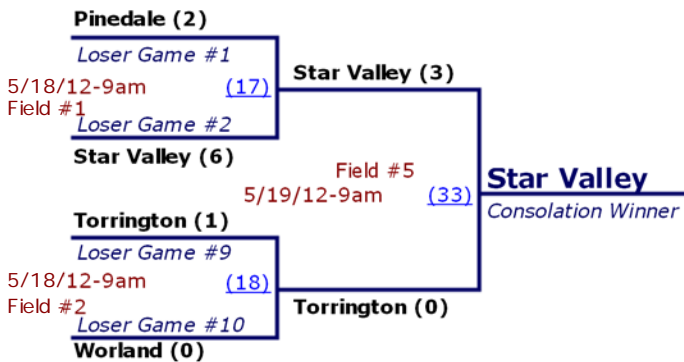 Pinedale (2)
Loser Game #1
5/18/12-9am
(17)
Field #1
Loser Game #2
Star Valley (6)
Star Valley (3)
Field #5
5/19/12-9am
(33)
Star Valley
Consolation Winner
Torrington (1)
Loser Game #9
5/18/12-9am
(18)
Field #2
Loser Game #10
Worland (0)
Torrington (0)